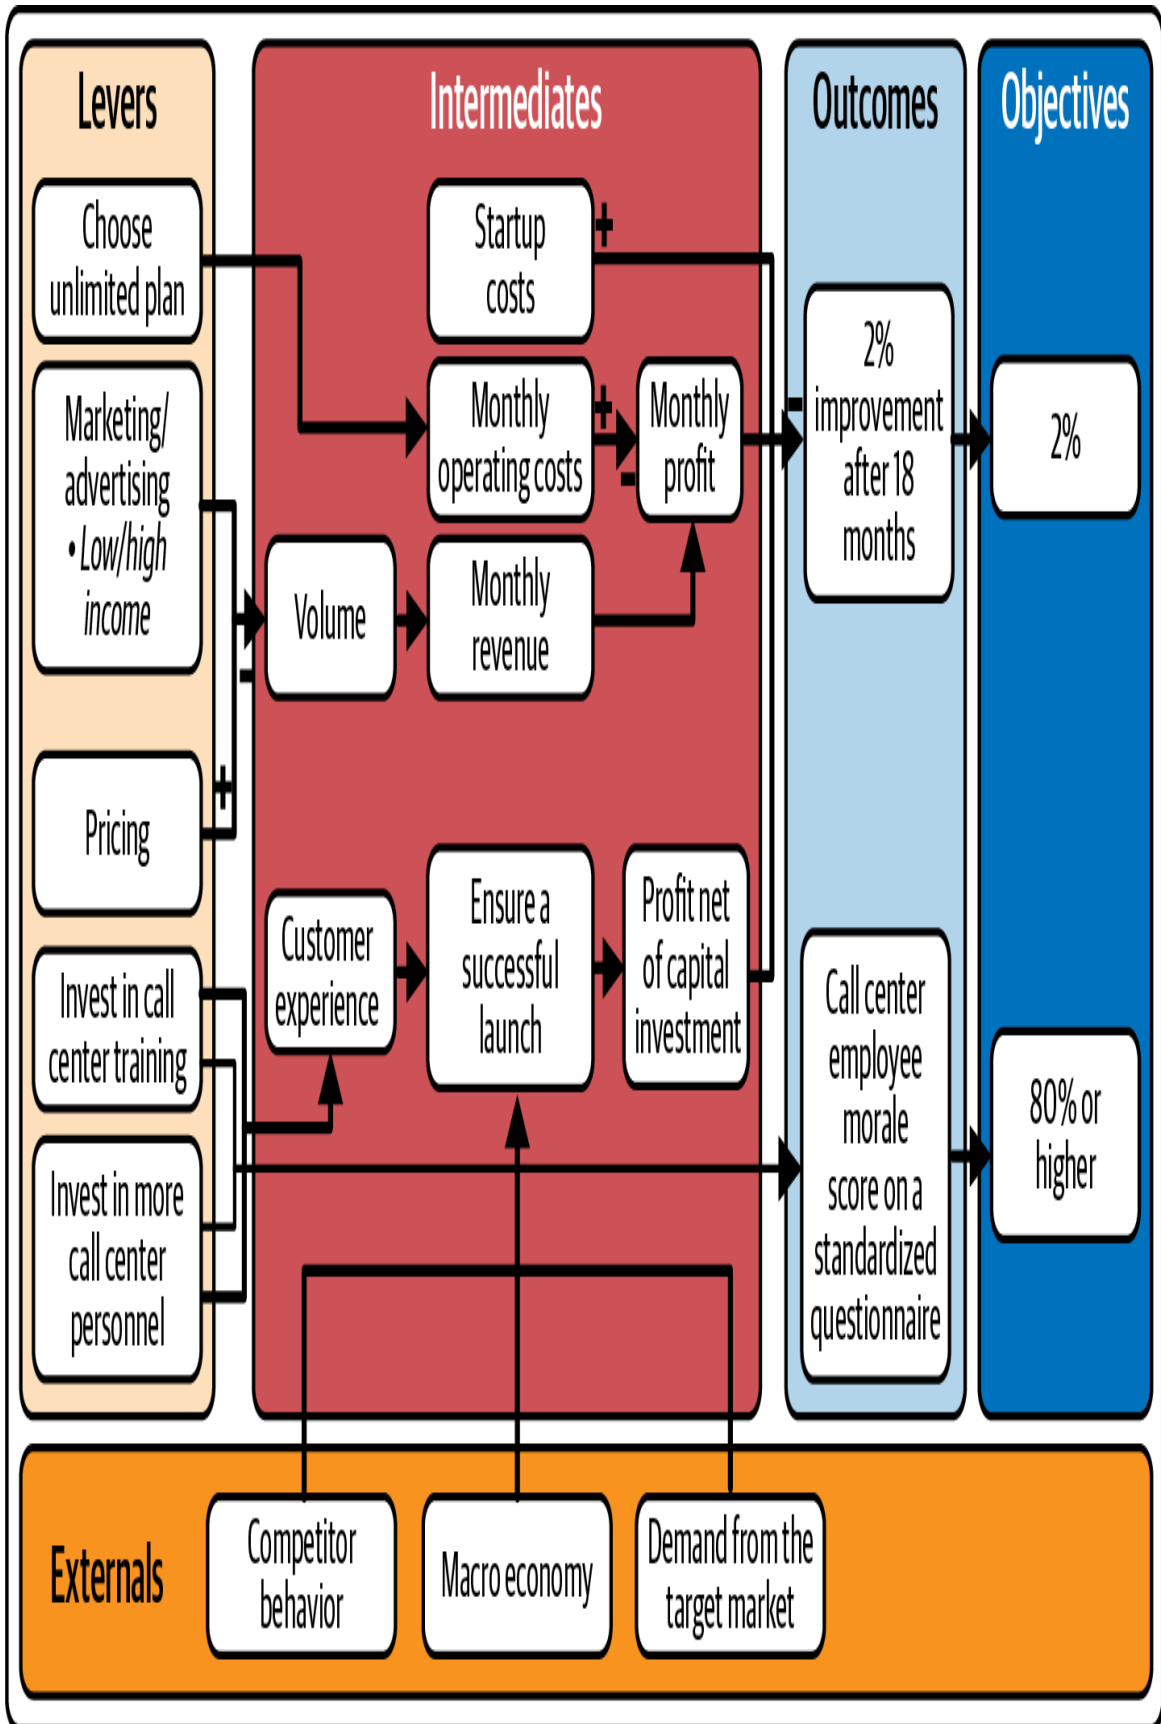 Levers
Choose
unlimited plan
Marketing/
advertising
• Low/high
income
Pricing
+
Invest in call
center training
Invest in more
call center
personnel
Intermediates
Startup
costs
+
Monthly
operating costs
+
-
Monthly
profit
Volume
-
Monthly
revenue
Customer
experience
Ensure a
successful
launch
Profit net
of capital
investment
Outcomes
-
2%
improvement
after 18
months
Call center
employee
morale
score on a
standardized
questionnaire
Objectives
2%
80% or
higher
Externals
Competitor
behavior
Macro economy
Demand from the
target market